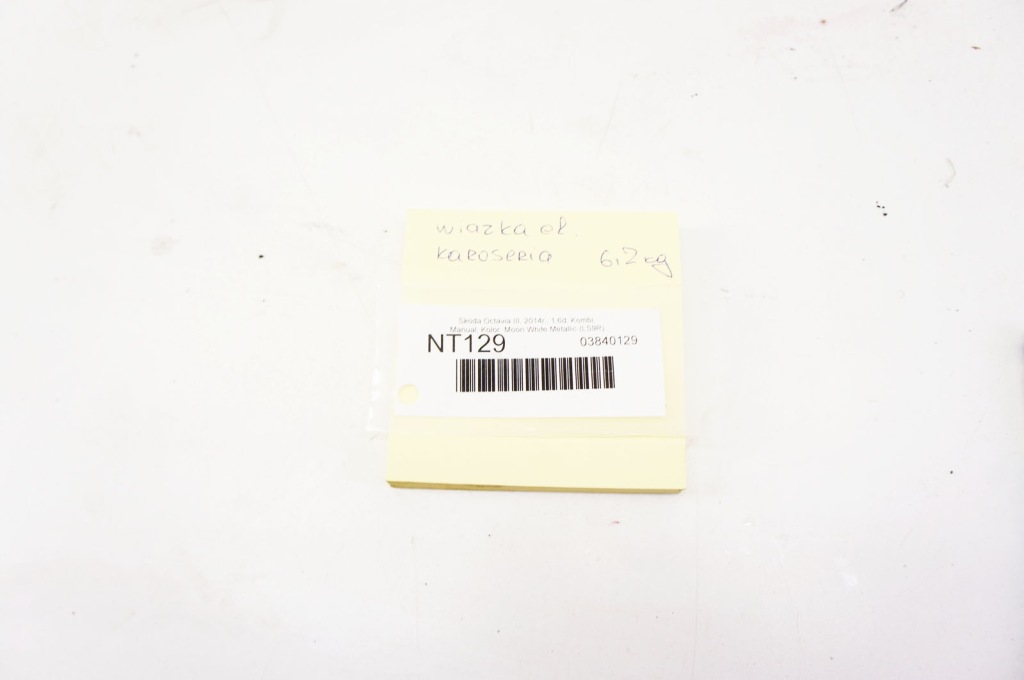 wiązka el.
karoseria 6,2 kg
Skoda Octavia III, 2014r., 1.6d, Kombi,
Manual, Kolor: Moon White Metallic (LS9R)
NT129 03840129